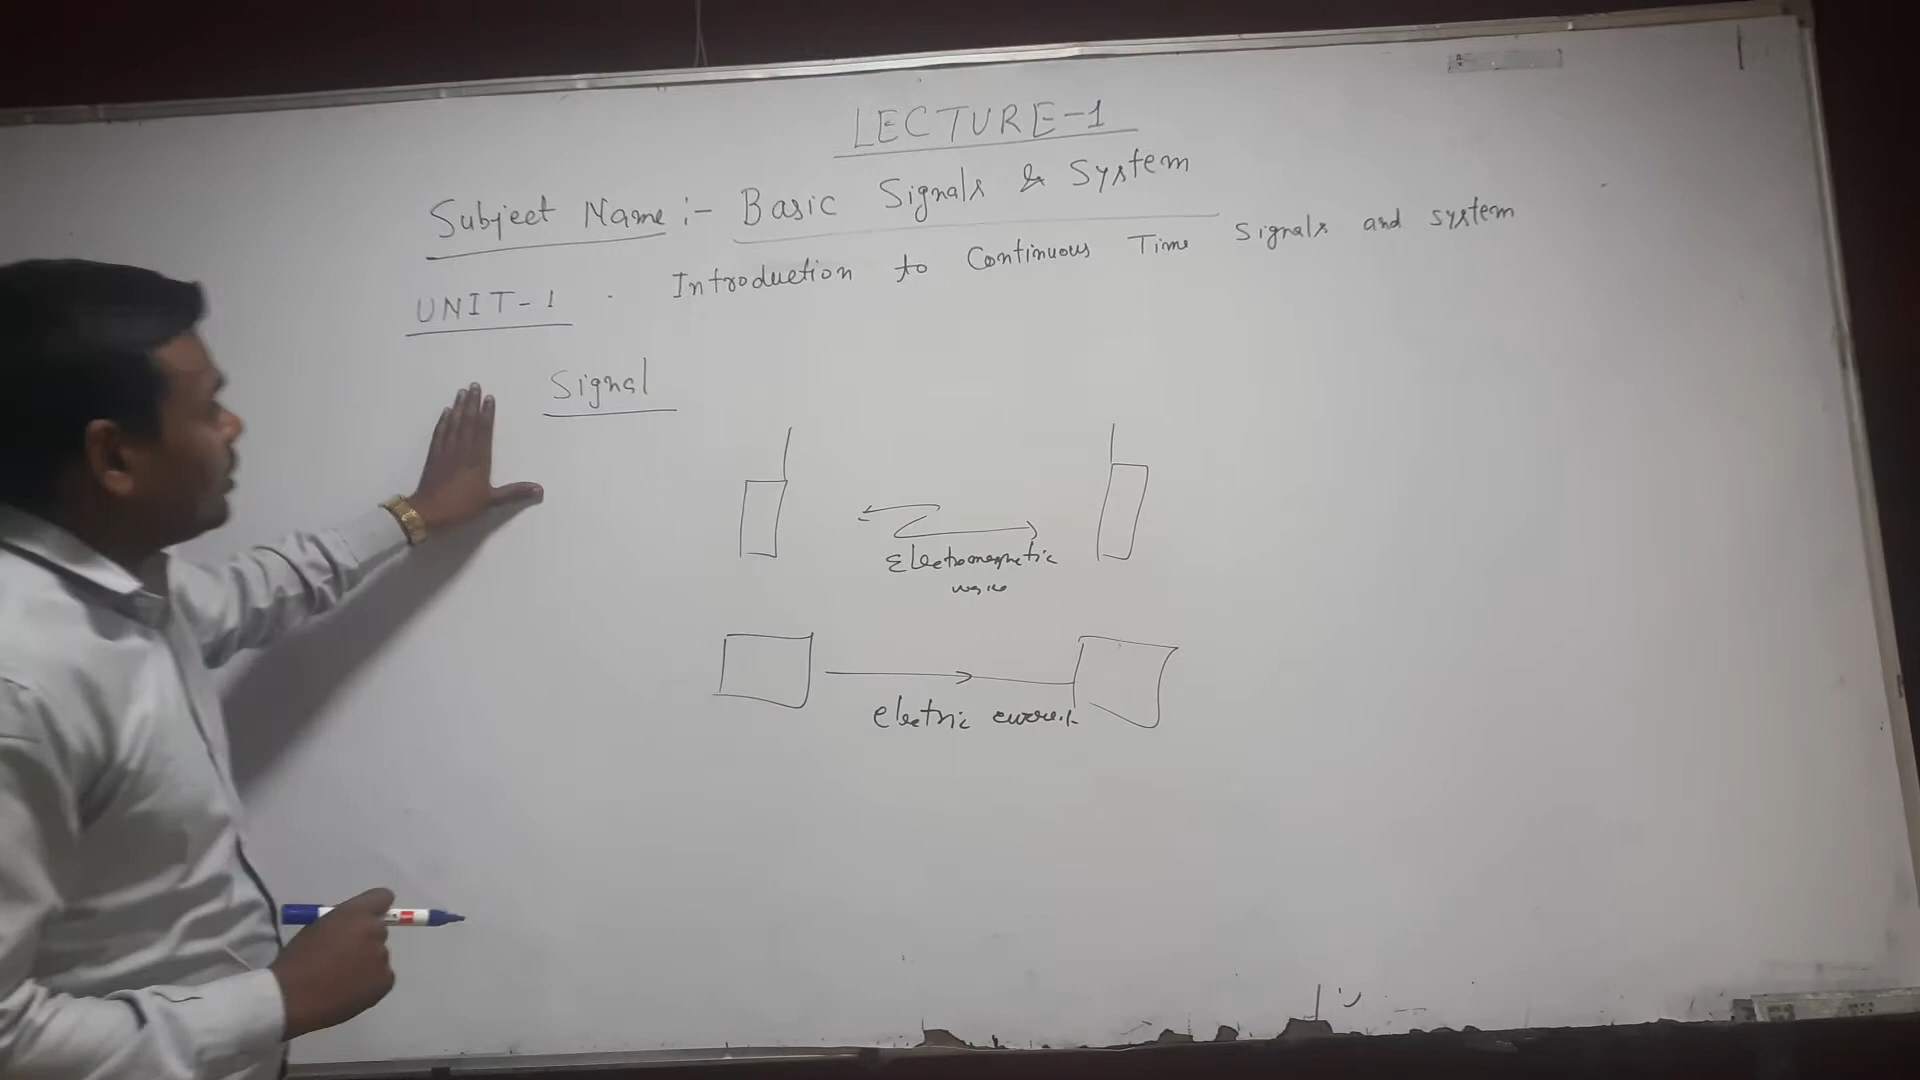 LECTURE-1
Subject Name :- Basic Signals & System
UNIT-1 . Introduction to Continuous Time Signals and system
Signal
Electromagnetic
wave
electric current